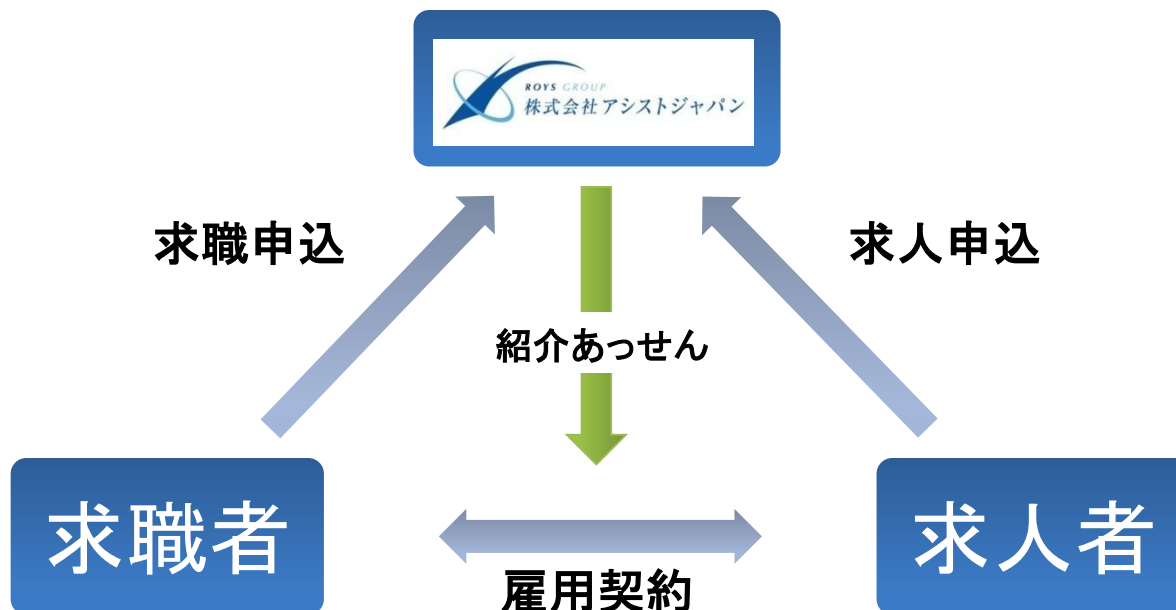 ROYS GROUP
株式会社アシストジャパン
求職申込
求人申込
紹介あっせん
求職者
求人者
雇用契約